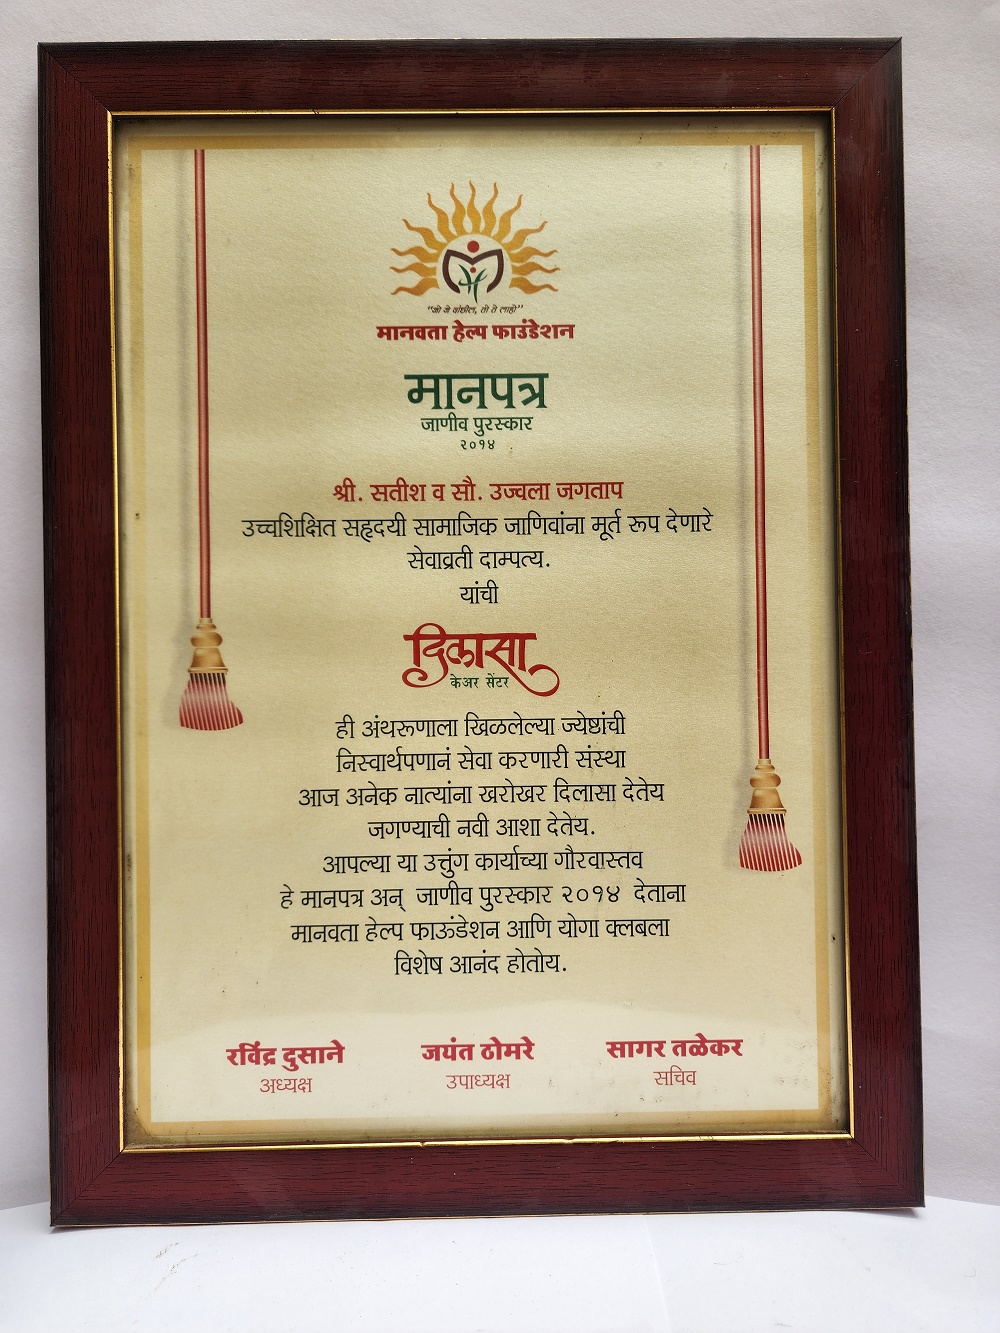 "जो जे वांछील, तो ते लाहो"
मानवता हेल्प फाउंडेशन
मानपत्र
जाणीव पुरस्कार
२०१४
श्री. सतीश व सौ. उज्वला जगताप
उच्चशिक्षित सहृदयी सामाजिक जाणिवांना मूर्त रूप देणारे
सेवाव्रती दाम्पत्य.
यांची
दिलासा
केअर सेंटर
ही अंथरूणाला खिळलेल्या ज्येष्ठांची
निस्वार्थपणानं सेवा करणारी संस्था
आज अनेक नात्यांना खरोखर दिलासा देतेय
जगण्याची नवी आशा देतेय.
आपल्या या उत्तुंग कार्याच्या गौरवास्तव
हे मानपत्र अन् जाणीव पुरस्कार २०१४ देताना
मानवता हेल्प फाऊंडेशन आणि योगा क्लबला
विशेष आनंद होतोय.
रविंद्र दुसाने जयंत ठोमरे सागर तळेकर
अध्यक्ष उपाध्यक्ष सचिव